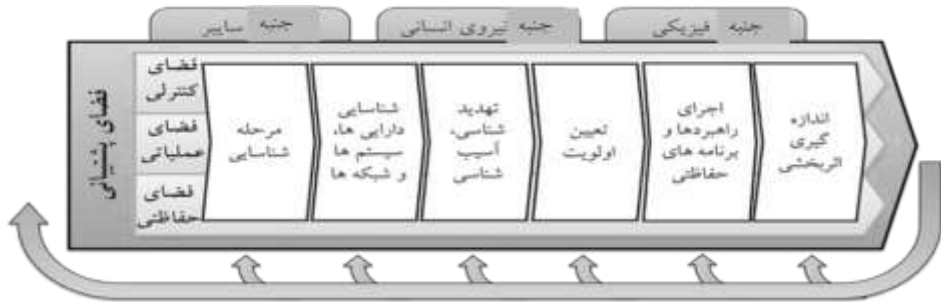 جنبه فیزیکی
جنبه نیروی انسانی
جنبه سایبر
فضای پشتیبانی
فضای
کنترلی
فضای
عملیاتی
فضای
حفاظتی
مرحله
شناسایی
شناسایی
دارایی ها،
سیستم ها
و شبکه ها
تهدید
شناسی،
آسیب
شناسی
تعیین
اولویت
اجرای
راهبردها و
برنامه های
حفاظتی
اندازه
گیری
اثربخشی